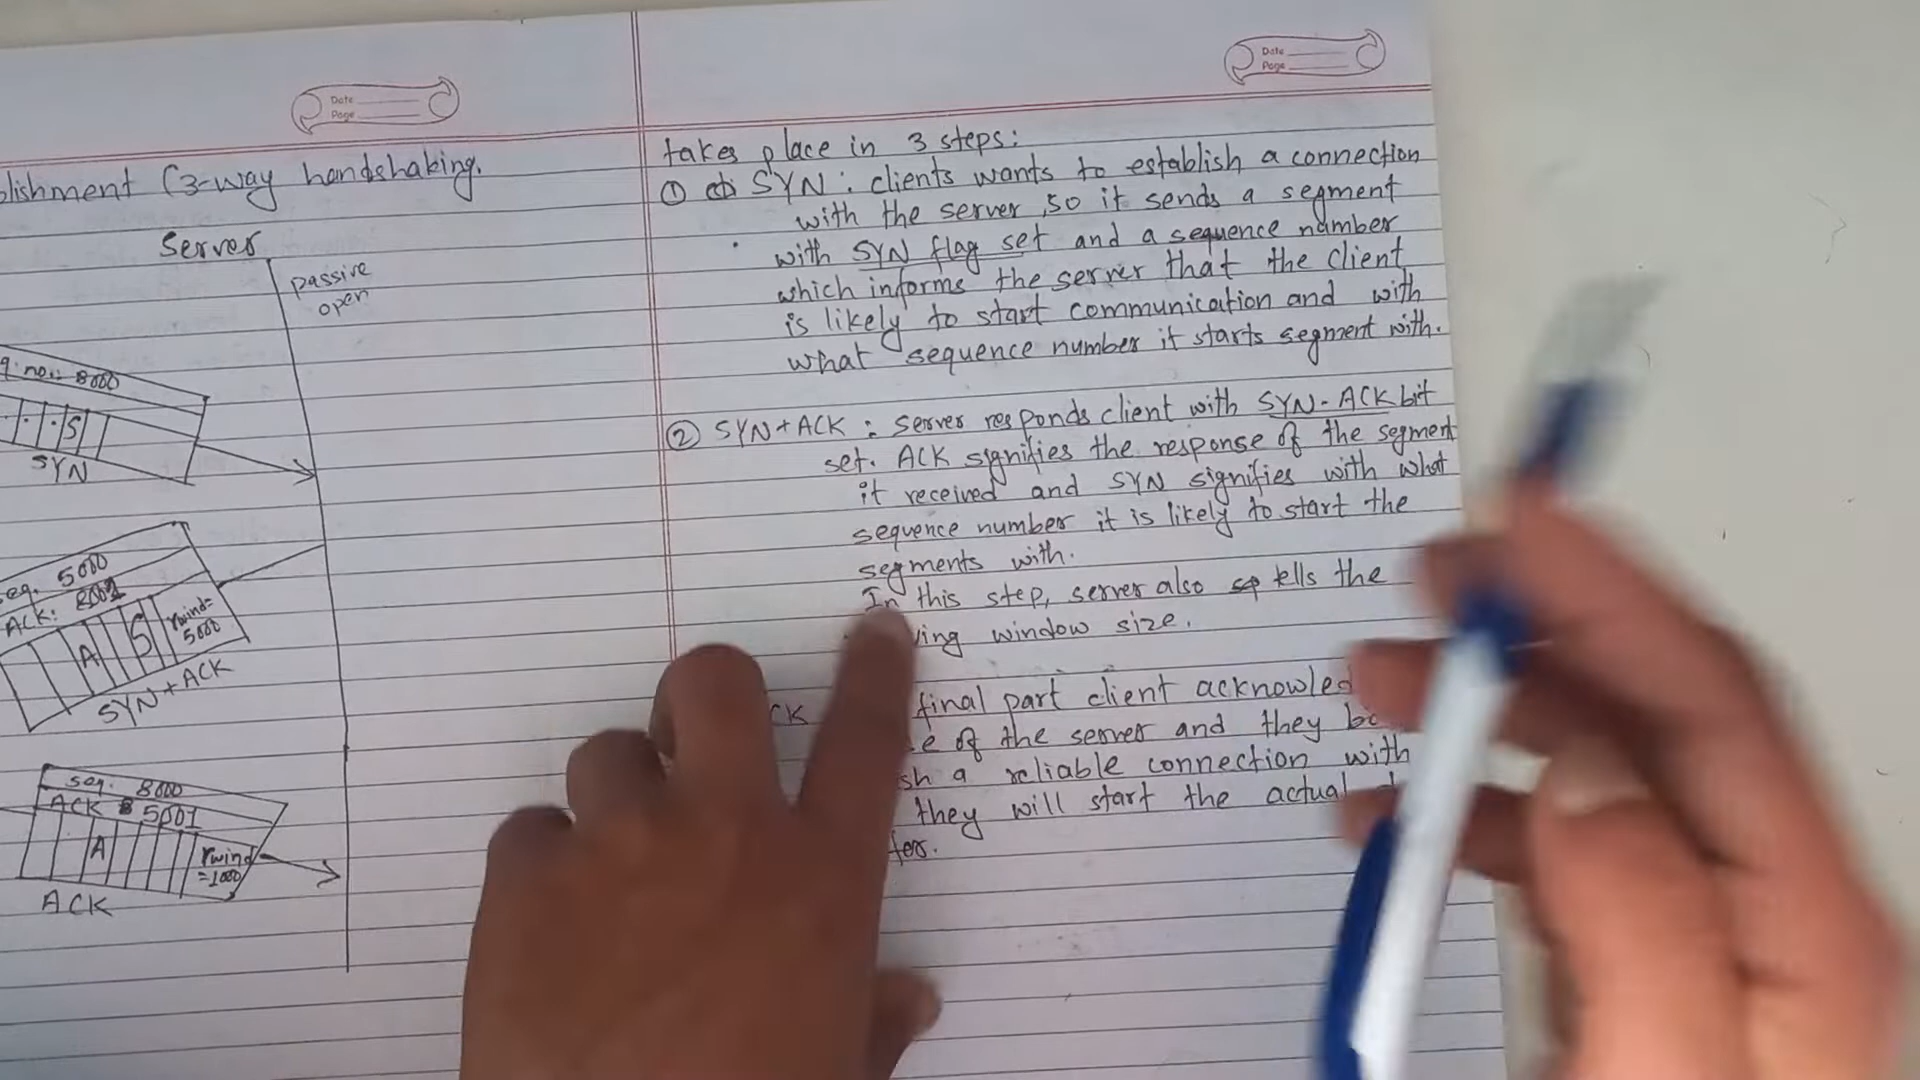 Date
Page
Date
Page
blishment (3-way handshaking.
Server
passive
open
8000
S
SYN
seq. 5000
ACK: 8001
A S rwind=
5000
SYN+ACK
seq. 8000
ACK 5001
A rwind
=1000
ACK
takes place in 3 steps:
① SYN: clients wants to establish a connection
with the server, so it sends a segment
with SYN flag set and a sequence number
which informs the server that the client
is likely to start communication and with
what sequence number it starts segment with.
② SYN+ACK: server responds client with SYN-ACK bit
set. ACK signifies the response of the segment
it received and SYN signifies with what
sequence number it is likely to start the
segments with.
In this step, server also tells the
window size.
final part client acknowled
of the server and they
a reliable connection with
they will start the actual